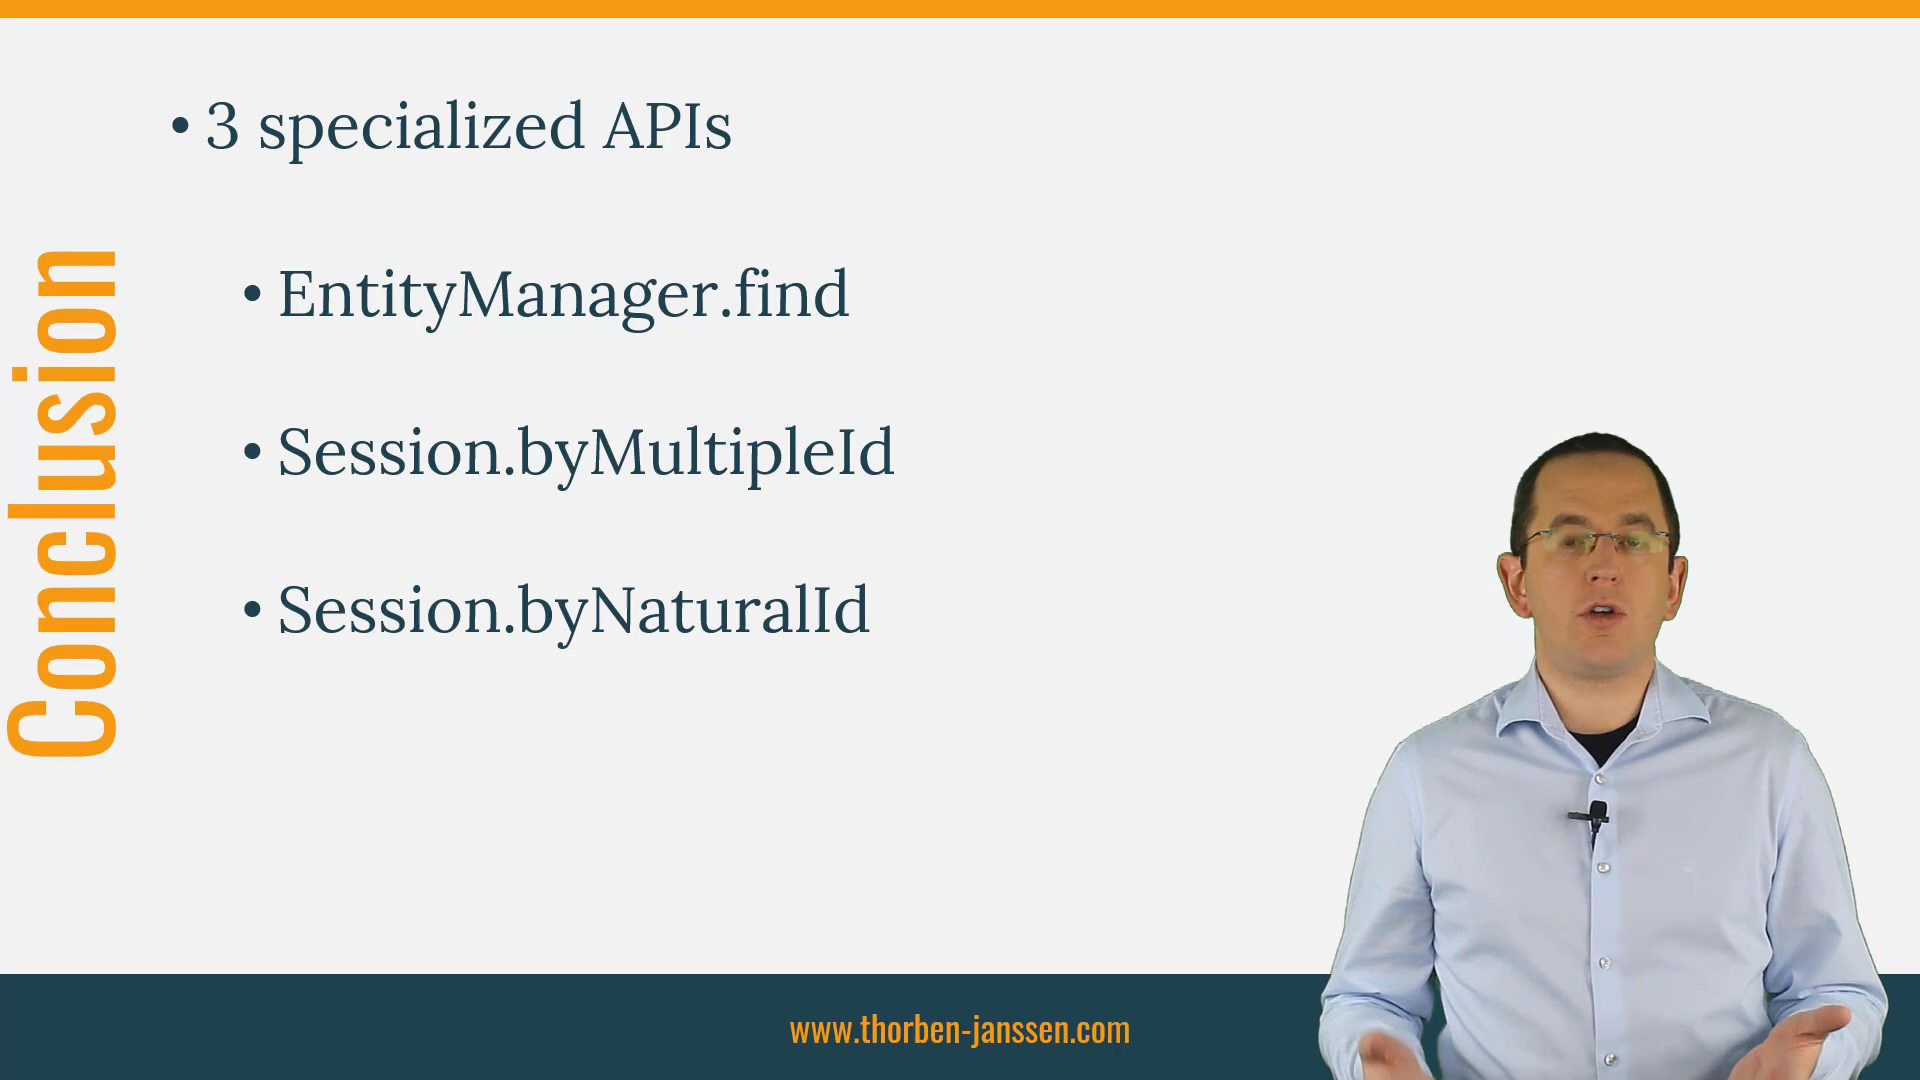 Conclusion
• 3 specialized APIs
• EntityManager.find
• Session.byMultipleId
• Session.byNaturalId
www.thorben-janssen.com